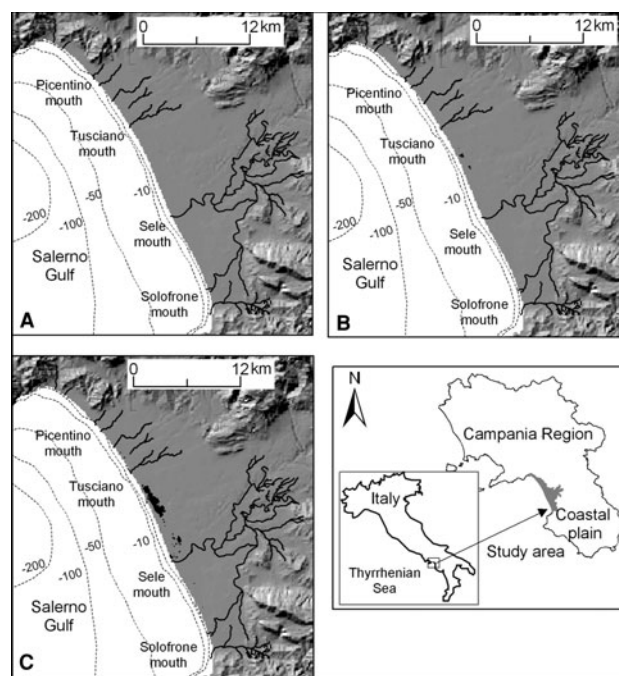 0 12 km
Picentino
mouth
Tusciano
mouth
-10
-50
-100
-200
Sele
mouth
Salerno
Gulf
Solofrone
mouth
A
0 12 km
Picentino
mouth
Tusciano
mouth
-10
-50
-100
-200
Sele
mouth
Salerno
Gulf
Solofrone
mouth
B
0 12 km
Picentino
mouth
Tusciano
mouth
-10
-50
-100
-200
Sele
mouth
Salerno
Gulf
Solofrone
mouth
C
N
Campania Region
Italy
Coastal
plain
Study area
Thyrrhenian
Sea